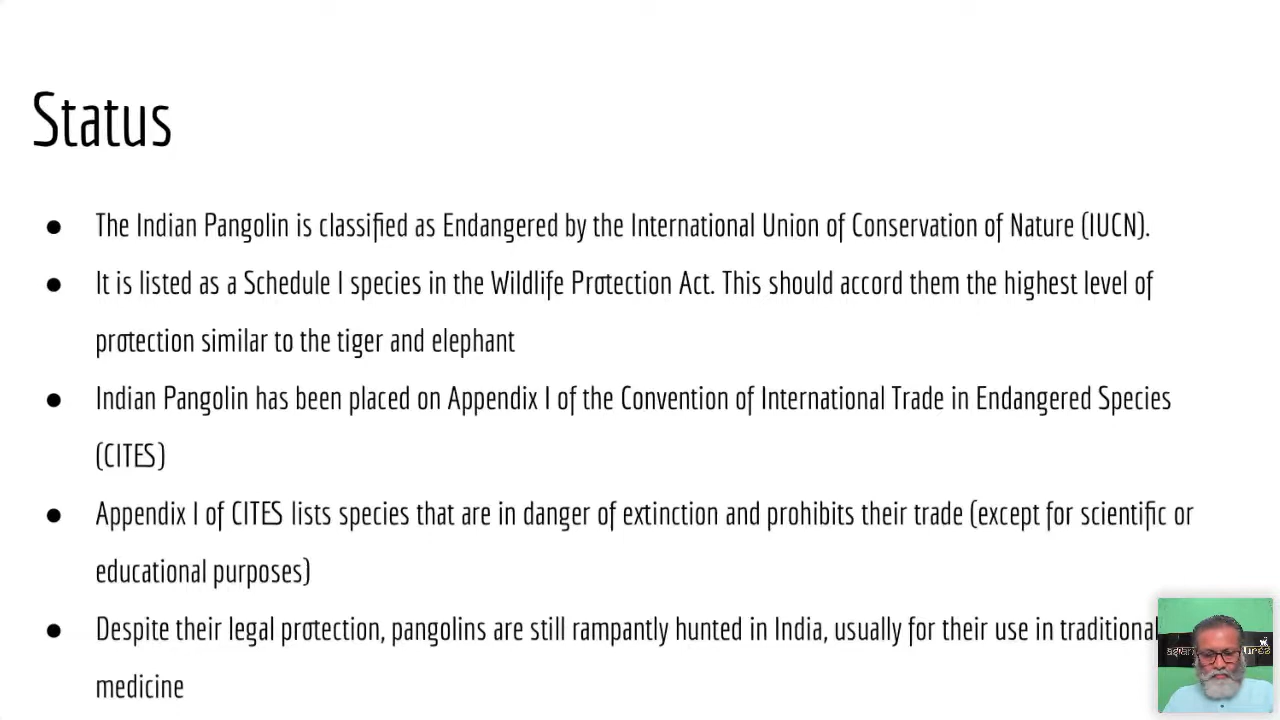 Status
● The Indian Pangolin is classified as Endangered by the International Union of Conservation of Nature (IUCN).
● It is listed as a Schedule I species in the Wildlife Protection Act. This should accord them the highest level of
protection similar to the tiger and elephant
● Indian Pangolin has been placed on Appendix I of the Convention of International Trade in Endangered Species
(CITES)
● Appendix I of CITES lists species that are in danger of extinction and prohibits their trade (except for scientific or
educational purposes)
● Despite their legal protection, pangolins are still rampantly hunted in India, usually for their use in traditional
medicine